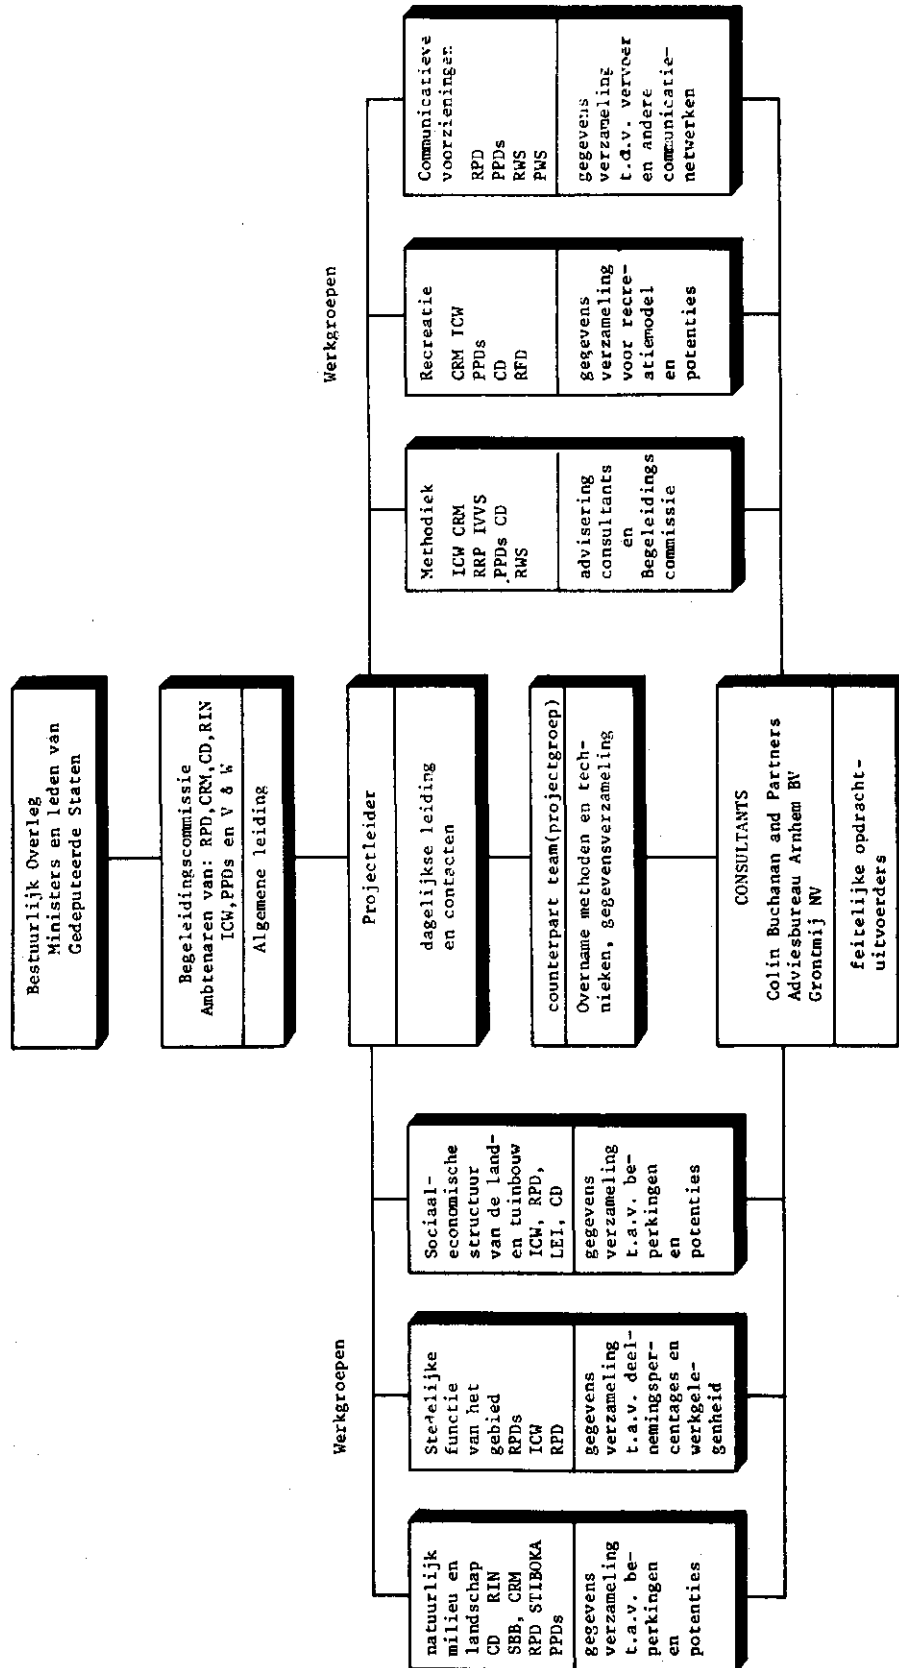 Bestuurlijk Overleg
Ministers en leden van
Gedeputeerde Staten
Begeleidingscommissie
Ambtenaren van: RPD,CRM,CD,RIN
ICW,PPDs en V & W
Algemene leiding
Projectleider
dagelijkse leiding
en contacten
counterpart team(projectgroep)
Overname methoden en tech-
nieken, gegevensverzameling
CONSULTANTS
Colin Buchanan and Partners
Adviesbureau Arnhem BV
Grontmij NV
feitelijke opdracht-
uitvoerders
Werkgroepen
natuurlijk
milieu en
landschap
CD RIN
SBB, CRM
RPD STIBOKA
PPDs
gegevens
verzameling
t.a.v. be-
perkingen
en
potenties
Stedelijke
functie
van het
gebied
RPDs
ICW
RPD
gegevens
verzameling
t.a.v. deel-
nemingsper-
centages en
werkgele-
genheid
Sociaal-
economische
structuur
van de land-
en tuinbouw
ICW, RPD,
LEI, CD
gegevens
verzameling
t.a.v. be-
perkingen
en
potenties
Werkgroepen
Methodiek
ICW CRM
RRP IVVS
PPDs CD
RWS
advisering
consultants
en
Begeleidings
commissie
Recreatie
CRM ICW
PPDs
CD
RFD
gegevens
verzameling
voor recre-
atiemodel
en
potenties
Communicatieve
voorzieningen
RPD
PPDs
RWS
PWS
gegevens
verzameling
t.d.v. vervoer
en andere
communicatie-
netwerken